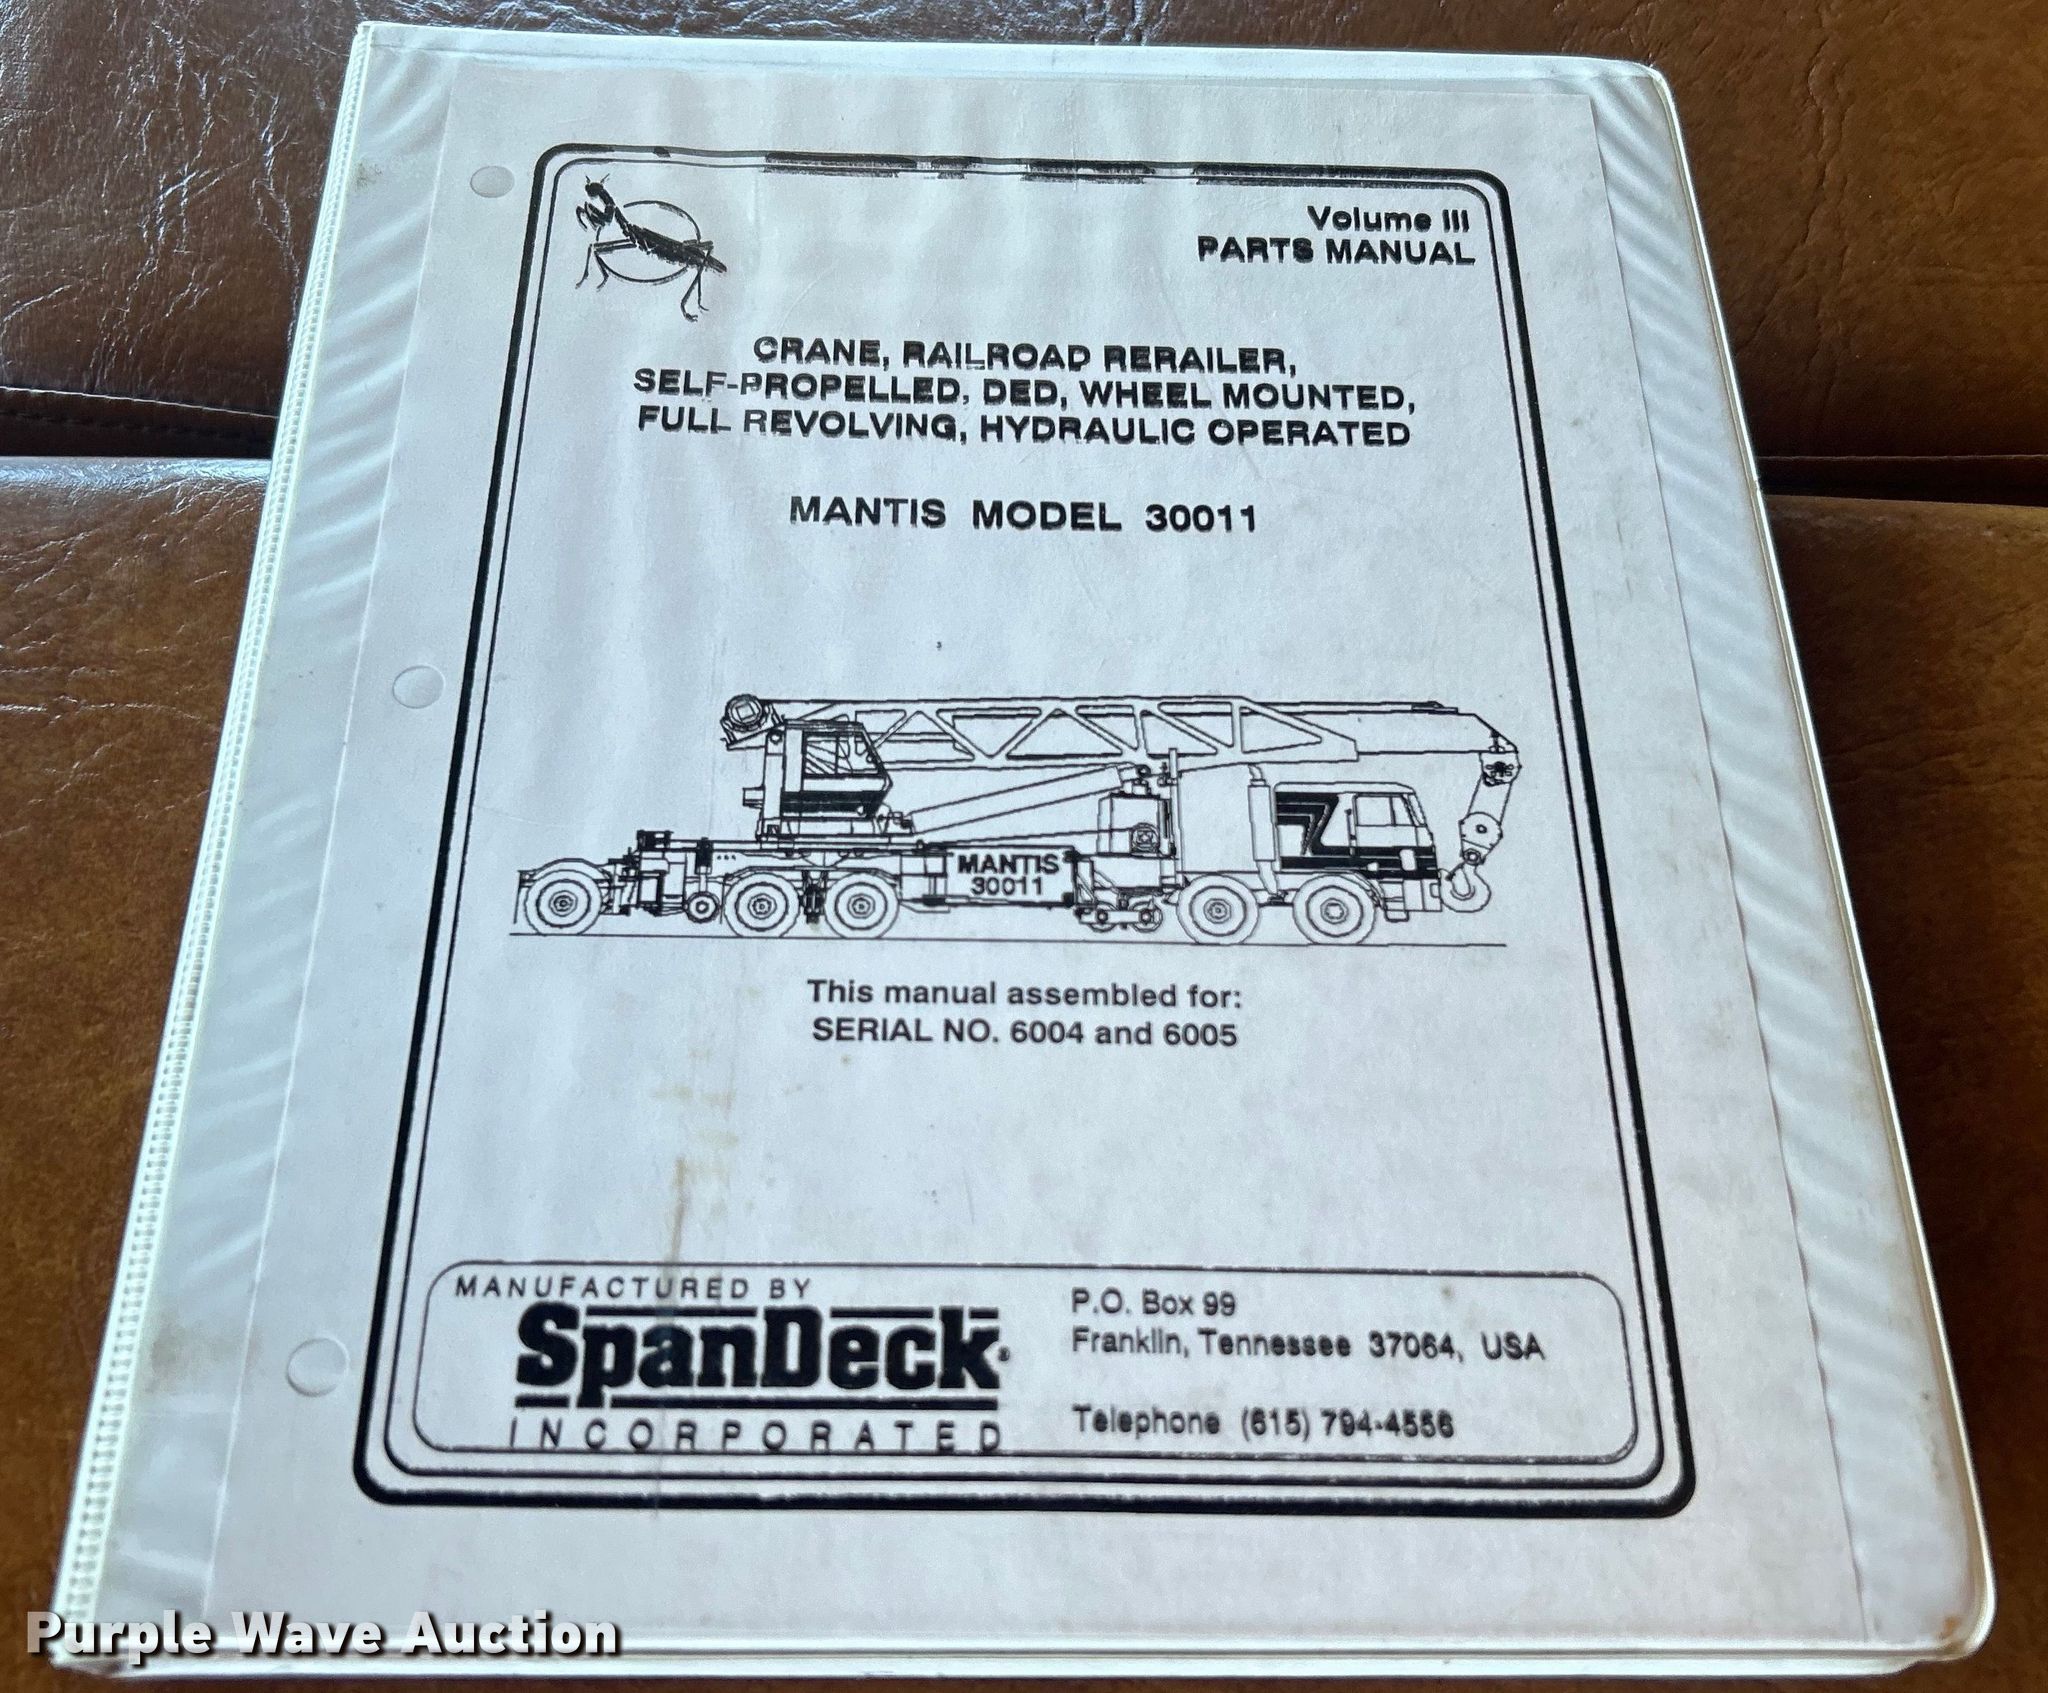 Volume III
PARTS MANUAL
CRANE, RAILROAD RERAILER,
SELF-PROPELLED, DED, WHEEL MOUNTED,
FULL REVOLVING, HYDRAULIC OPERATED
MANTIS MODEL 30011
MANTIS
30011
This manual assembled for:
SERIAL NO. 6004 and 6005
MANUFACTURED BY
SpanDeck
INCORPORATED
P.O. Box 99
Franklin, Tennessee 37064, USA
Telephone (615) 794-4556
Purple Wave Auction